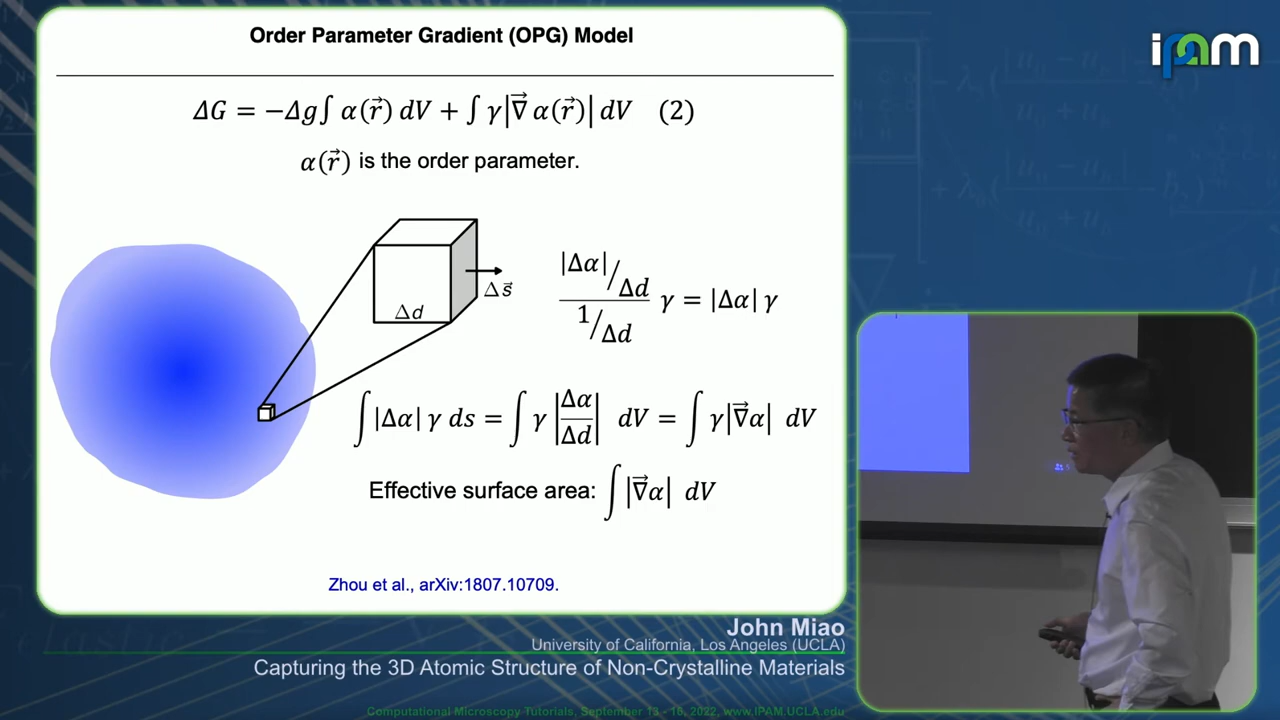 Order Parameter Gradient (OPG) Model
ipam
ΔG = −Δg∫ α(r⃗) dV + ∫ γ|∇⃗ α(r⃗)| dV (2)
α(r⃗) is the order parameter.
Δd
Δs⃗
|Δα|/Δd / 1/Δd γ = |Δα| γ
∫|Δα| γ ds = ∫ γ |Δα/Δd| dV = ∫ γ|∇⃗α| dV
Effective surface area: ∫|∇⃗α| dV
Zhou et al., arXiv:1807.10709.
John Miao
University of California, Los Angeles (UCLA)
Capturing the 3D Atomic Structure of Non-Crystalline Materials
Computational Microscopy Tutorials, September 13 - 16, 2022, www.IPAM.UCLA.edu